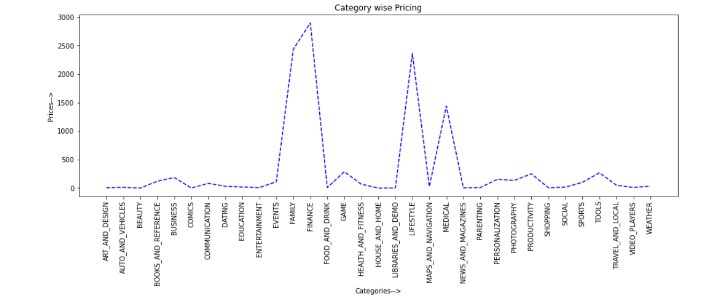 Category wise Pricing
3000
2500
2000
1500
1000
500
0
Prices-->
ART_AND_DESIGN
AUTO_AND_VEHICLES
BEAUTY
BOOKS_AND_REFERENCE
BUSINESS
COMICS
COMMUNICATION
DATING
EDUCATION
ENTERTAINMENT
EVENTS
FAMILY
FINANCE
FOOD_AND_DRINK
GAME
HEALTH_AND_FITNESS
HOUSE_AND_HOME
LIBRARIES_AND_DEMO
LIFESTYLE
MAPS_AND_NAVIGATION
MEDICAL
NEWS_AND_MAGAZINES
PARENTING
PERSONALIZATION
PHOTOGRAPHY
PRODUCTIVITY
SHOPPING
SOCIAL
SPORTS
TOOLS
TRAVEL_AND_LOCAL
VIDEO_PLAYERS
WEATHER
Categories-->